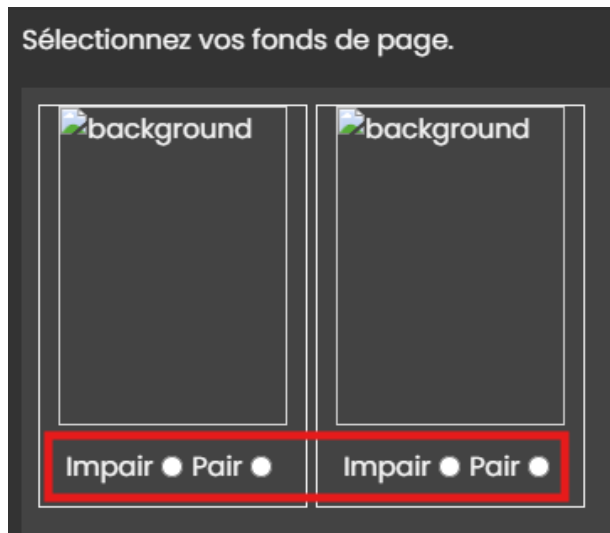 Sélectionnez vos fonds de page.
background background
Impair Pair Impair Pair